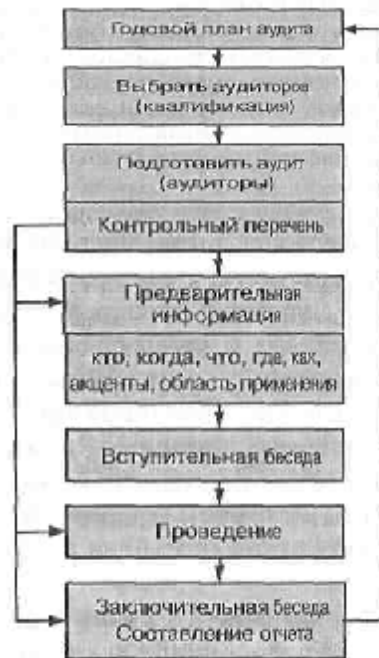 Годовой план аудита
Выбрать аудиторов
(квалификация)
Подготовить аудит
(аудиторы)
Контрольный перечень
Предварительная
информация
кто, когда, что, где, как,
акценты, область применения
Вступительная беседа
Проведение
Заключительная беседа
Составление отчета